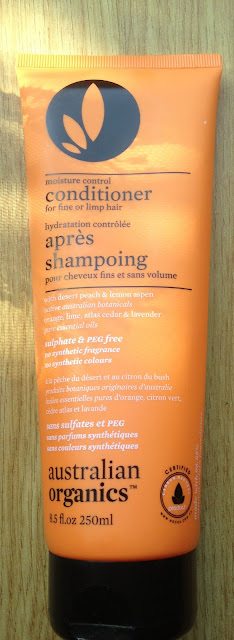 moisture control
conditioner
for fine or limp hair
hydratation contrôlée
après
shampoing
pour cheveux fins et sans volume
with desert peach & lemon aspen
native australian botanicals
orange, lime, atlas cedar & lavender
pure essential oils
sulphate & PEG free
no synthetic fragrance
no synthetic colours
à la pêche du désert et au citron du bush
produits botaniques originaires d'australie
huiles essentielles pures d'orange, citron vert,
cèdre atlas et lavande
sans sulfates et PEG
sans parfums synthétiques
sans couleurs synthétiques
australian
organics™
8.5 fl.oz 250ml
CERTIFIED